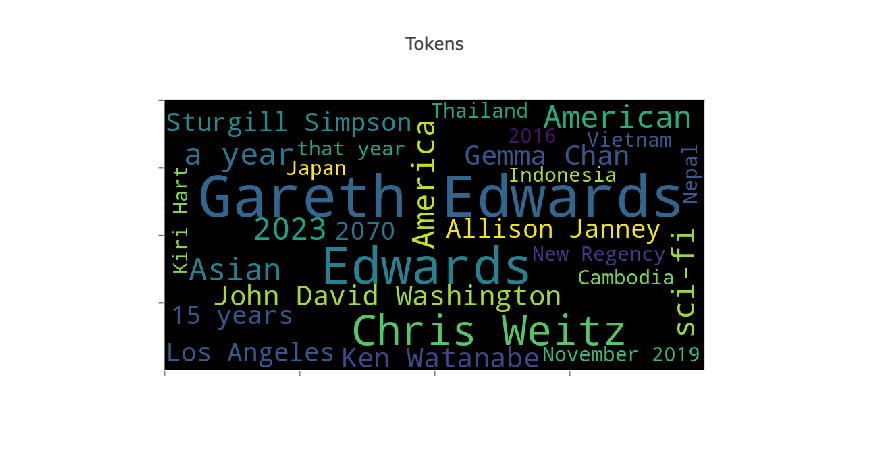 Tokens
Thailand
American
Sturgill Simpson
2016
Vietnam
a year
that year
America
Gemma Chan
Nepal
Japan
Indonesia
Kiri Hart
Gareth Edwards
2023
2070
Allison Janney
Asian
Edwards
New Regency
sci-fi
Cambodia
John David Washington
15 years
Chris Weitz
Los Angeles
Ken Watanabe
November 2019